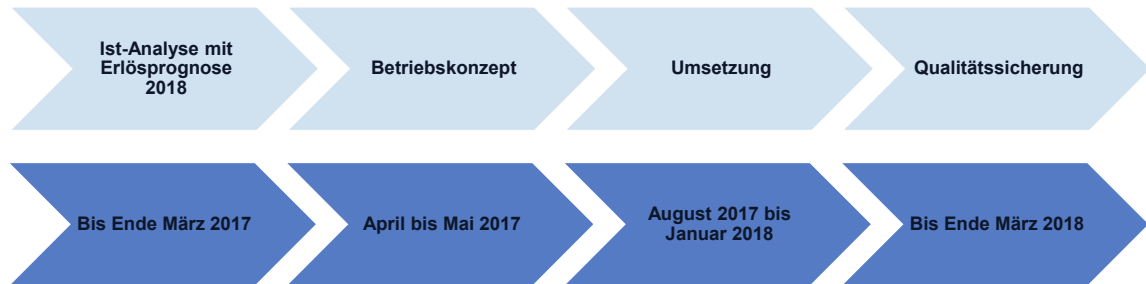 Ist-Analyse mit
Erlösprognose
2018
Betriebskonzept
Umsetzung
Qualitätssicherung
Bis Ende März 2017
April bis Mai 2017
August 2017 bis
Januar 2018
Bis Ende März 2018